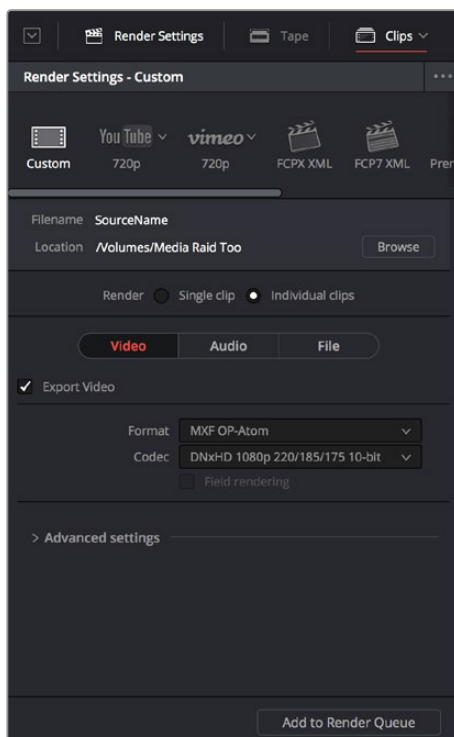 Render Settings Tape Clips
Render Settings - Custom
YouTube vimeo
Custom 720p 720p FCPX XML FCP7 XML Prer
Filename SourceName
Location /Volumes/Media Raid Too Browse
Render Single clip Individual clips
Video Audio File
Export Video
Format MXF OP-Atom
Codec DNxHD 1080p 220/185/175 10-bit
Field rendering
> Advanced settings
Add to Render Queue